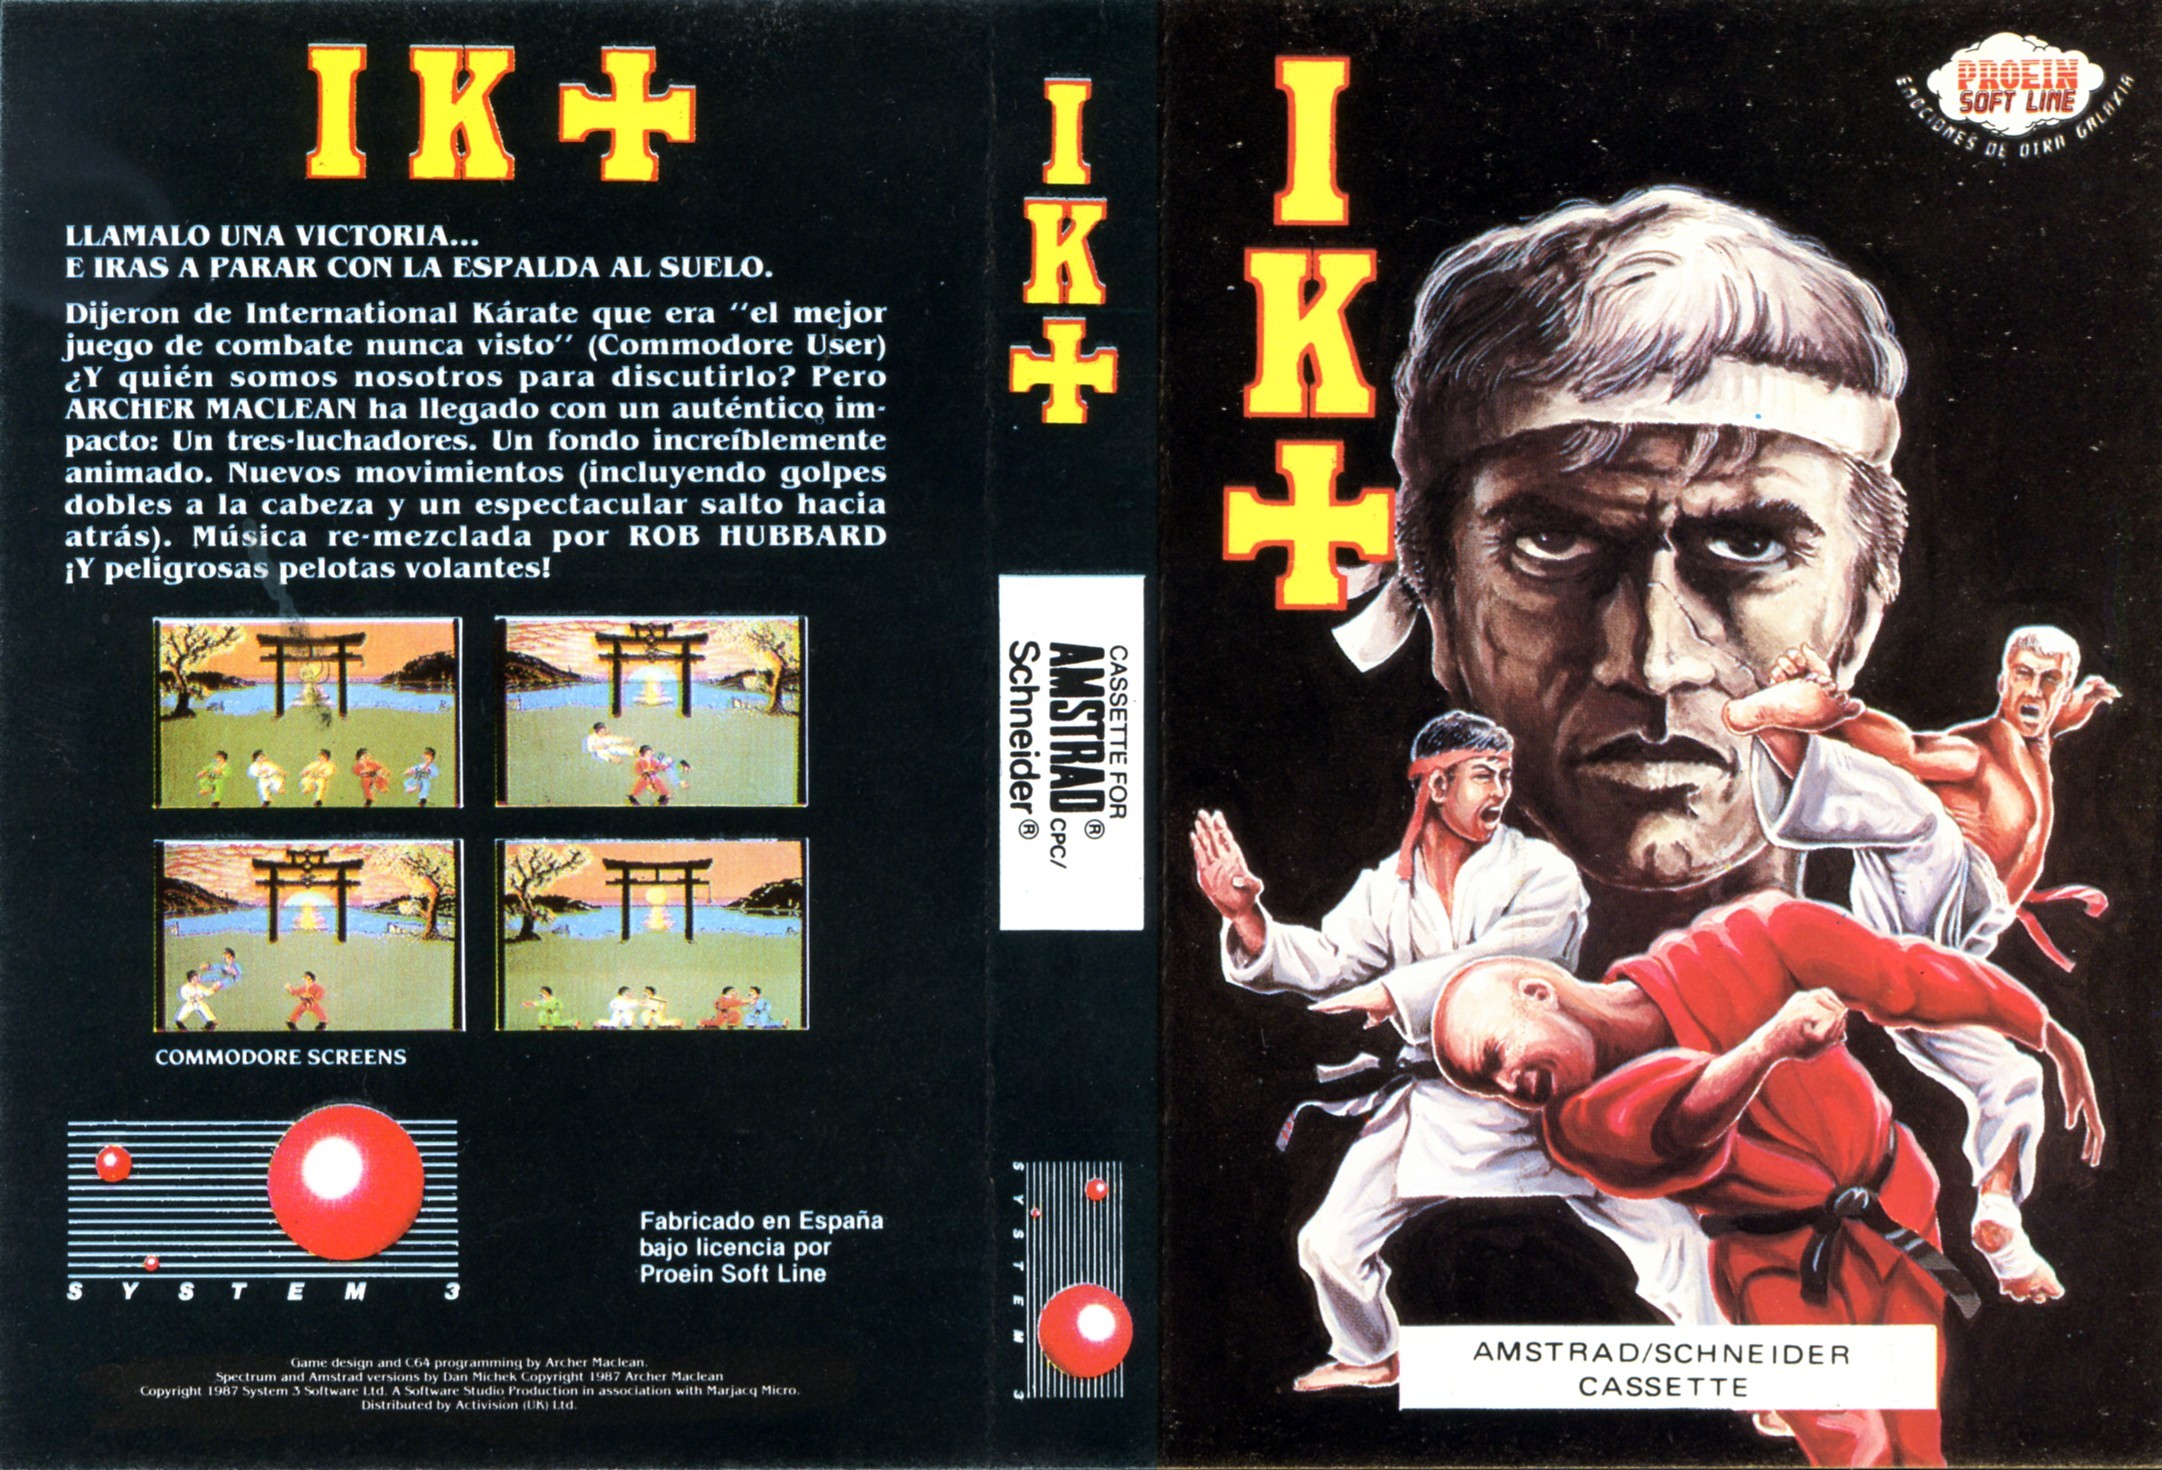 IK+
LLAMALO UNA VICTORIA...
E IRAS A PARAR CON LA ESPALDA AL SUELO.
Dijeron de International Kárate que era "el mejor
juego de combate nunca visto" (Commodore User)
¿Y quién somos nosotros para discutirlo? Pero
ARCHER MACLEAN ha llegado con un auténtico im-
pacto: Un tres-luchadores. Un fondo increíblemente
animado. Nuevos movimientos (incluyendo golpes
dobles a la cabeza y un espectacular salto hacia
atrás). Música re-mezclada por ROB HUBBARD
¡Y peligrosas pelotas volantes!
COMMODORE SCREENS
SYSTEM 3
Fabricado en España
bajo licencia por
Proein Soft Line
Game design and C64 programming by Archer Maclean.
Spectrum and Amstrad versions by Dan Michek Copyright 1987 Archer Maclean
Copyright 1987 System 3 Software Ltd. A Software Studio Production in association with Marjacq Micro.
Distributed by Activision (UK) Ltd.
I
K
+
CASSETTE FOR
AMSTRAD® CPC/
Schneider®
SYSTEM 3
I
K
+
PROEIN
SOFT LINE
EMOCIONES DE OTRA GALAXIA
AMSTRAD/SCHNEIDER
CASSETTE